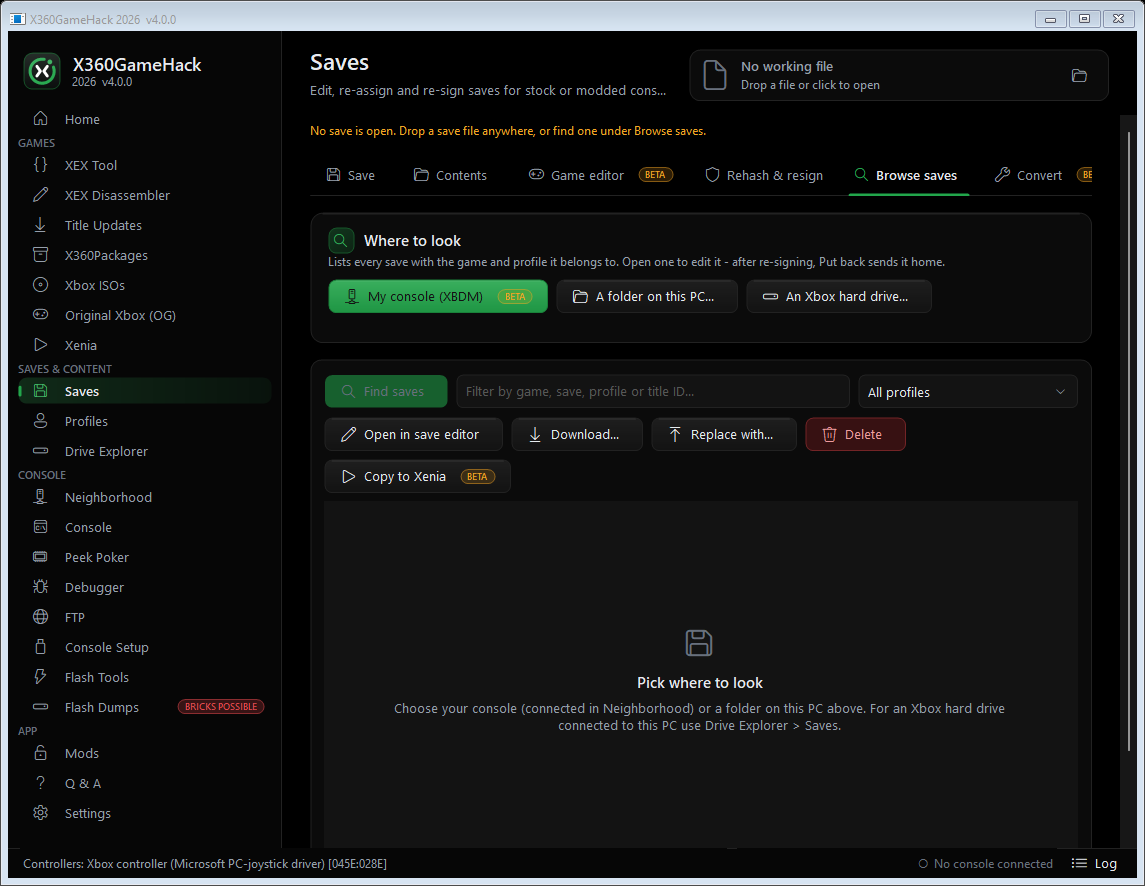 X360GameHack 2026 v4.0.0
X360GameHack
2026 v4.0.0
Home
GAMES
XEX Tool
XEX Disassembler
Title Updates
X360Packages
Xbox ISOs
Original Xbox (OG)
Xenia
SAVES & CONTENT
Saves
Profiles
Drive Explorer
CONSOLE
Neighborhood
Console
Peek Poker
Debugger
FTP
Console Setup
Flash Tools
Flash Dumps BRICKS POSSIBLE
APP
Mods
Q & A
Settings
Saves
Edit, re-assign and re-sign saves for stock or modded cons...
No working file
Drop a file or click to open
No save is open. Drop a save file anywhere, or find one under Browse saves.
Save Contents Game editor BETA Rehash & resign Browse saves Convert BE
Where to look
Lists every save with the game and profile it belongs to. Open one to edit it - after re-signing, Put back sends it home.
My console (XBDM) BETA A folder on this PC... An Xbox hard drive...
Find saves Filter by game, save, profile or title ID... All profiles
Open in save editor Download... Replace with... Delete
Copy to Xenia BETA
Pick where to look
Choose your console (connected in Neighborhood) or a folder on this PC above. For an Xbox hard drive
connected to this PC use Drive Explorer > Saves.
Controllers: Xbox controller (Microsoft PC-joystick driver) [045E:028E] No console connected Log